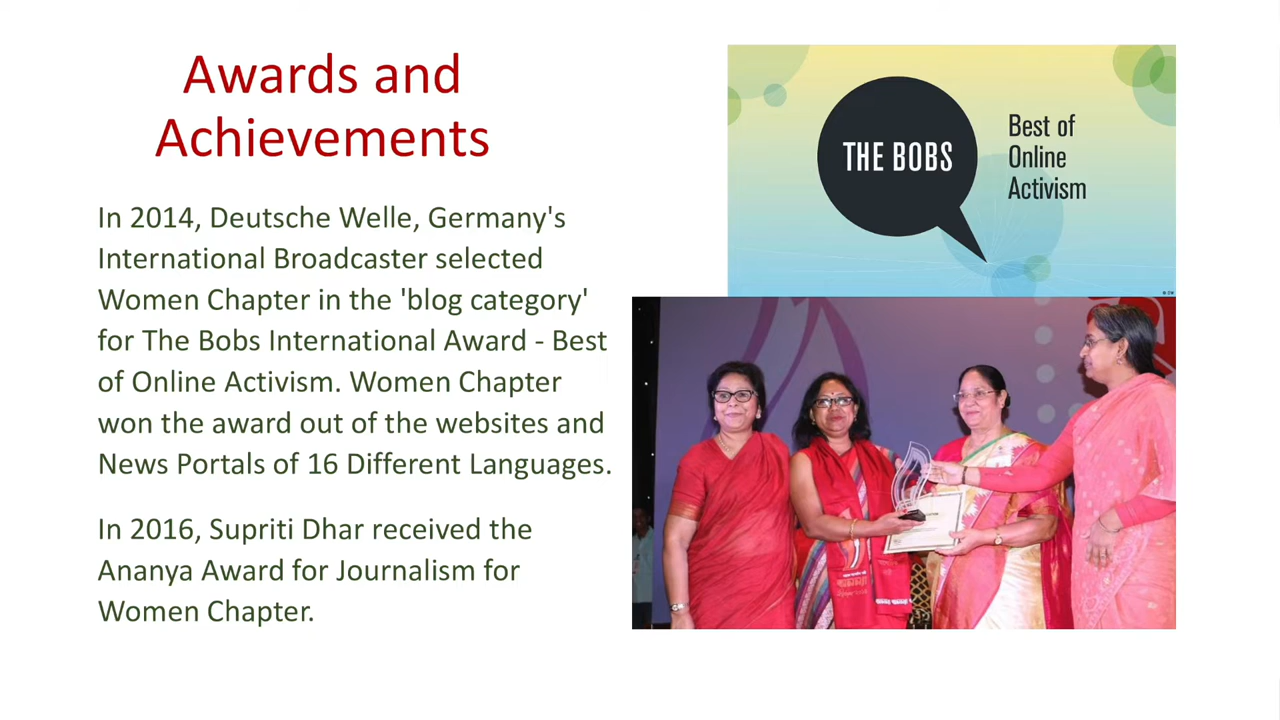 Awards and
Achievements
In 2014, Deutsche Welle, Germany's
International Broadcaster selected
Women Chapter in the 'blog category'
for The Bobs International Award - Best
of Online Activism. Women Chapter
won the award out of the websites and
News Portals of 16 Different Languages.
In 2016, Supriti Dhar received the
Ananya Award for Journalism for
Women Chapter.
THE BOBS
Best of
Online
Activism